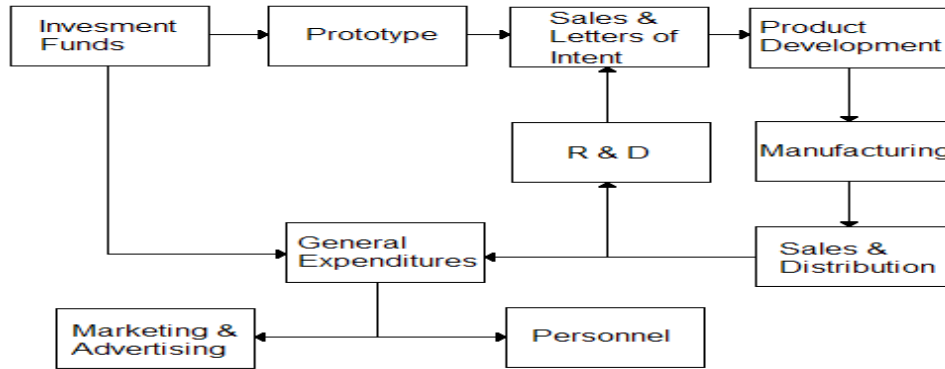 Invesment
Funds
Prototype
Sales &
Letters of
Intent
Product
Development
R & D
Manufacturing
General
Expenditures
Sales &
Distribution
Marketing &
Advertising
Personnel